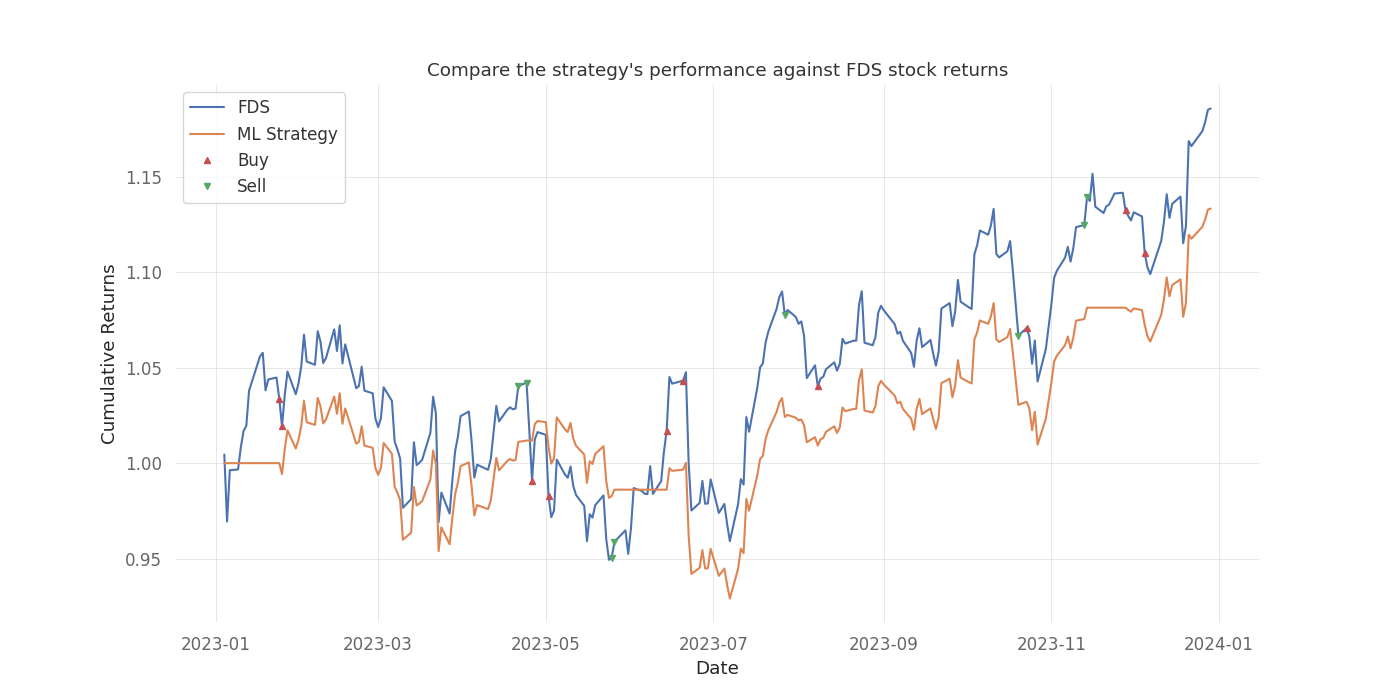 Compare the strategy's performance against FDS stock returns
FDS
ML Strategy
Buy
Sell
Cumulative Returns
1.15
1.10
1.05
1.00
0.95
2023-01 2023-03 2023-05 2023-07 2023-09 2023-11 2024-01
Date